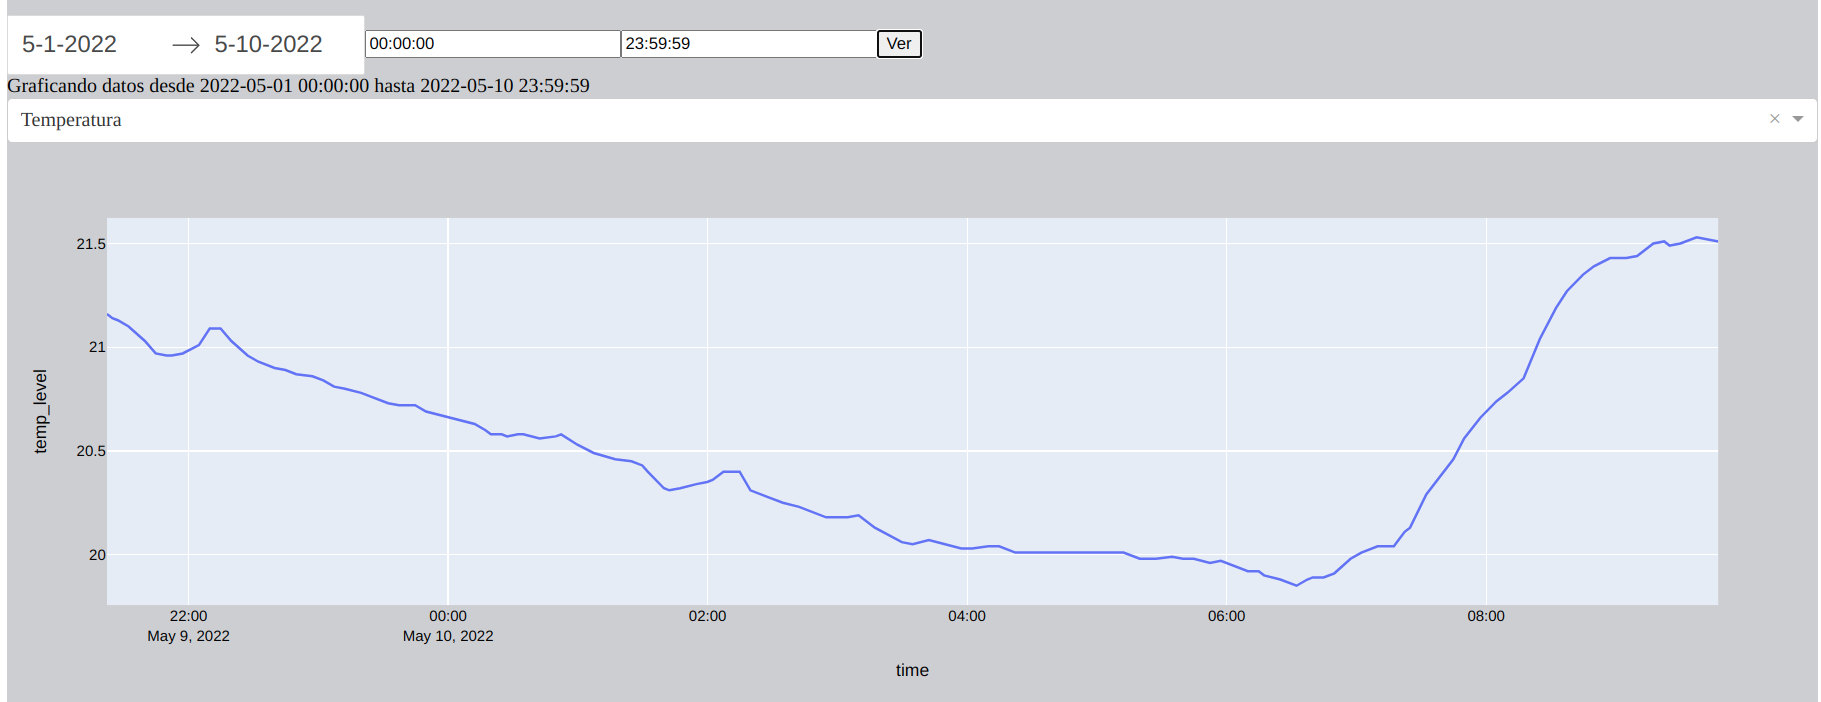 5-1-2022 → 5-10-2022 00:00:00 23:59:59 Ver
Graficando datos desde 2022-05-01 00:00:00 hasta 2022-05-10 23:59:59
Temperatura × 
21.5
21
20.5
20
temp_level
22:00 00:00 02:00 04:00 06:00 08:00
May 9, 2022 May 10, 2022
time